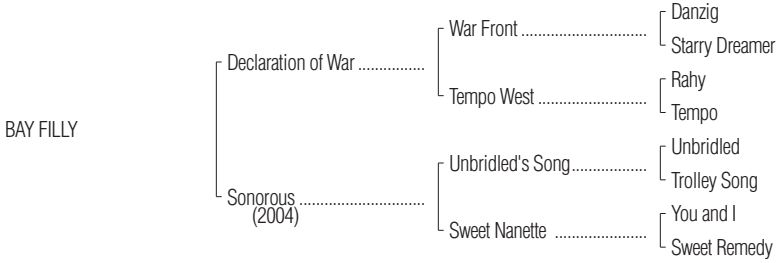 Danzig
War Front ..............................
Starry Dreamer
Declaration of War ................
Rahy
Tempo West ..........................
Tempo
BAY FILLY
Unbridled
Unbridled's Song...................
Trolley Song
Sonorous ..............................
(2004)
You and I
Sweet Nanette ......................
Sweet Remedy